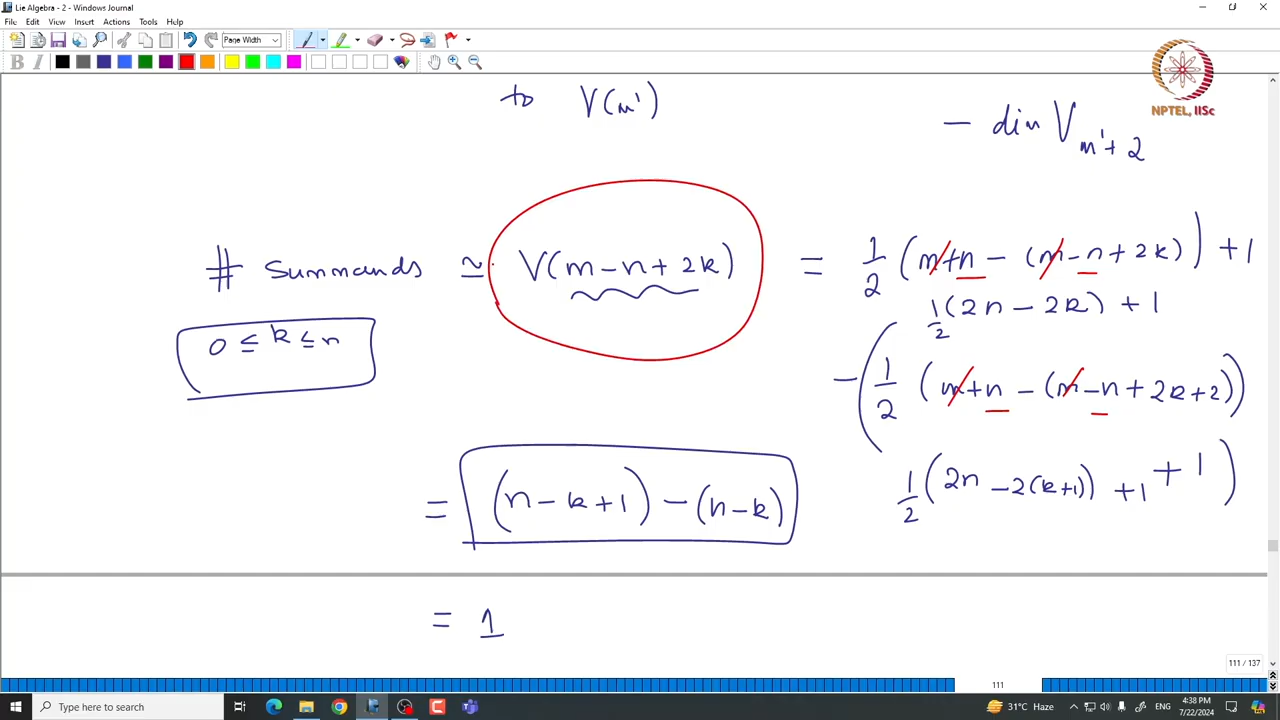 Lie Algebra - 2 - Windows Journal
File Edit View Insert Actions Tools Help
Page Width
B I
NPTEL, IISc
to V(m')
- dim V_{m'+2}
# Summands ≃ V(m-n+2k) = 1/2 (m+n - (m-n+2k)) +1
1/2 (2n - 2k) + 1
0 ≤ k ≤ n
- ( 1/2 (m+n - (m-n+2k+2))
1/2 (2n - 2(k+1)) +1 + 1 )
= (n-k+1) - (n-k)
= 1
111 / 137
111
Type here to search
31°C Haze
ENG
4:38 PM
7/22/2024